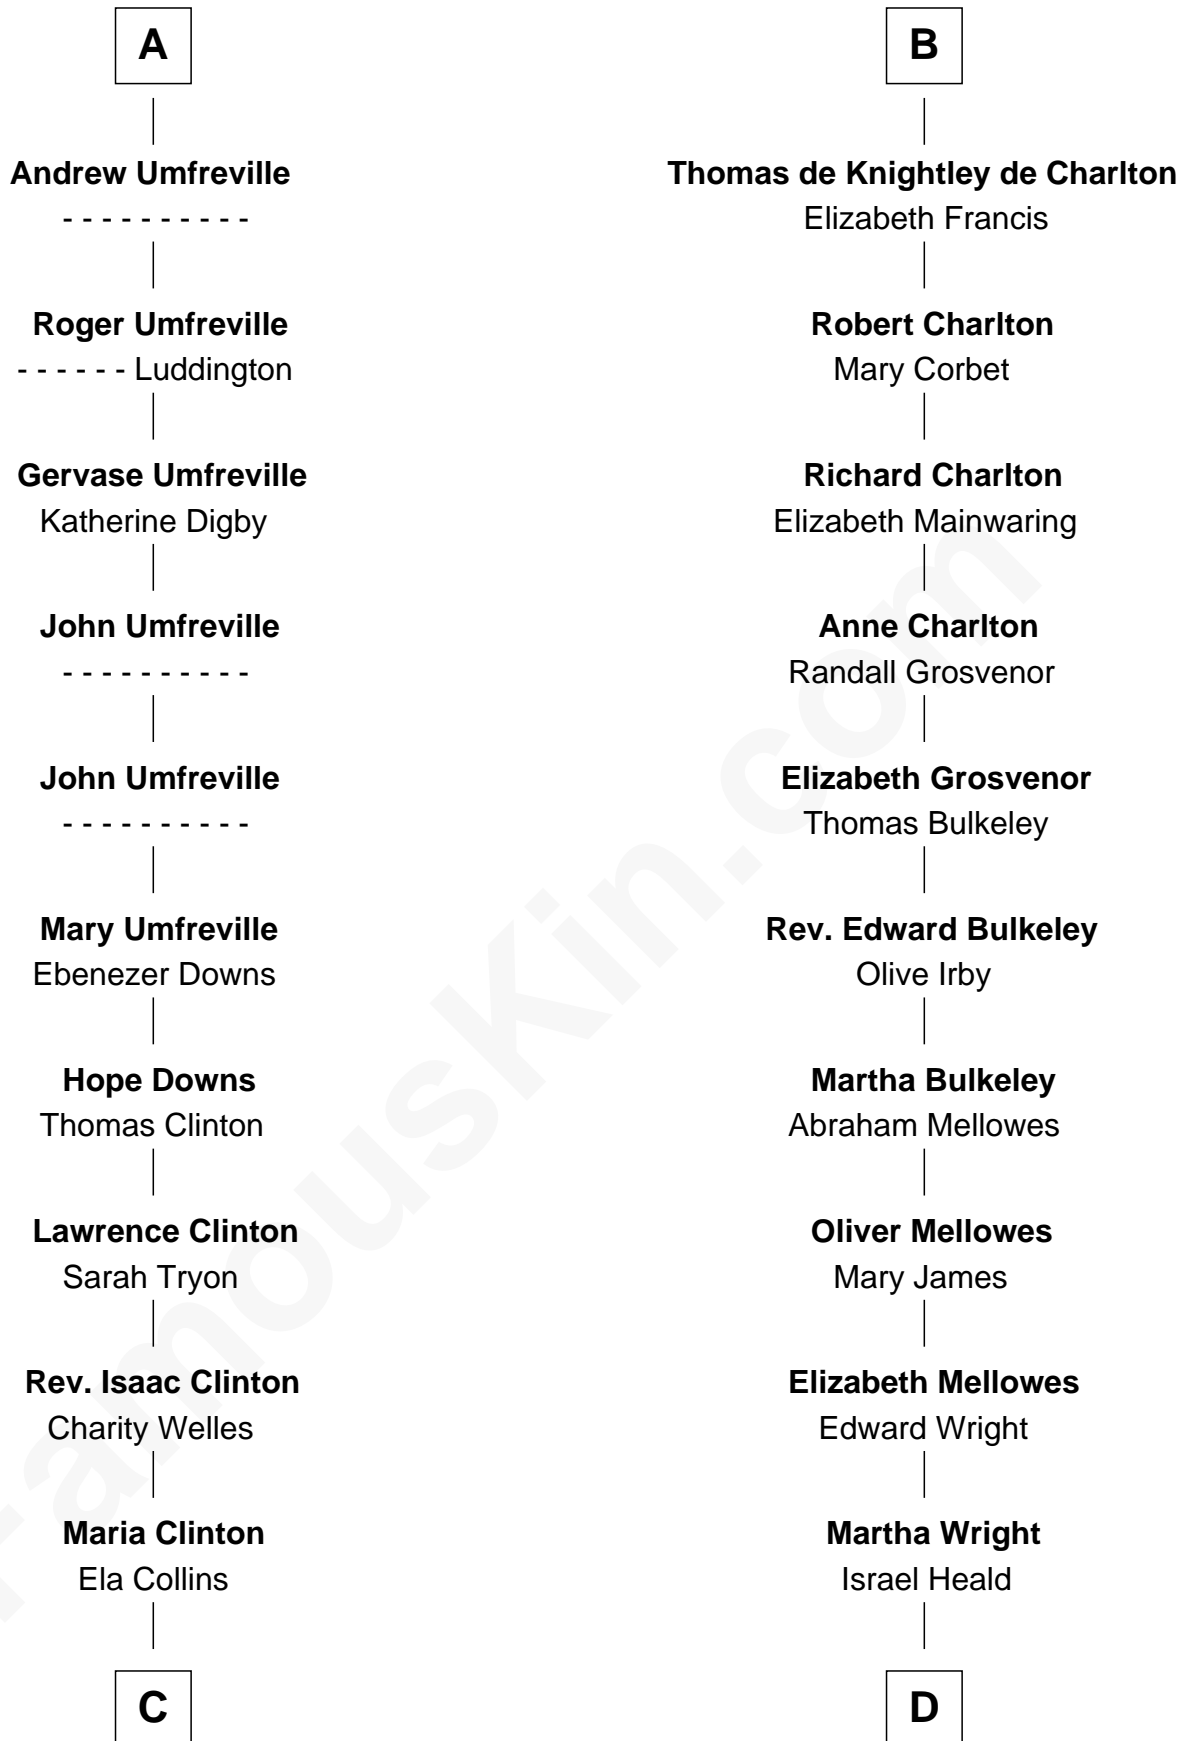 A
Andrew Umfreville
- - - - - - - - - -
Roger Umfreville
- - - - - - Luddington
Gervase Umfreville
Katherine Digby
John Umfreville
- - - - - - - - - -
John Umfreville
- - - - - - - - - -
Mary Umfreville
Ebenezer Downs
Hope Downs
Thomas Clinton
Lawrence Clinton
Sarah Tryon
Rev. Isaac Clinton
Charity Welles
Maria Clinton
Ela Collins
C
B
Thomas de Knightley de Charlton
Elizabeth Francis
Robert Charlton
Mary Corbet
Richard Charlton
Elizabeth Mainwaring
Anne Charlton
Randall Grosvenor
Elizabeth Grosvenor
Thomas Bulkeley
Rev. Edward Bulkeley
Olive Irby
Martha Bulkeley
Abraham Mellowes
Oliver Mellowes
Mary James
Elizabeth Mellowes
Edward Wright
Martha Wright
Israel Heald
D
FamousKin.com